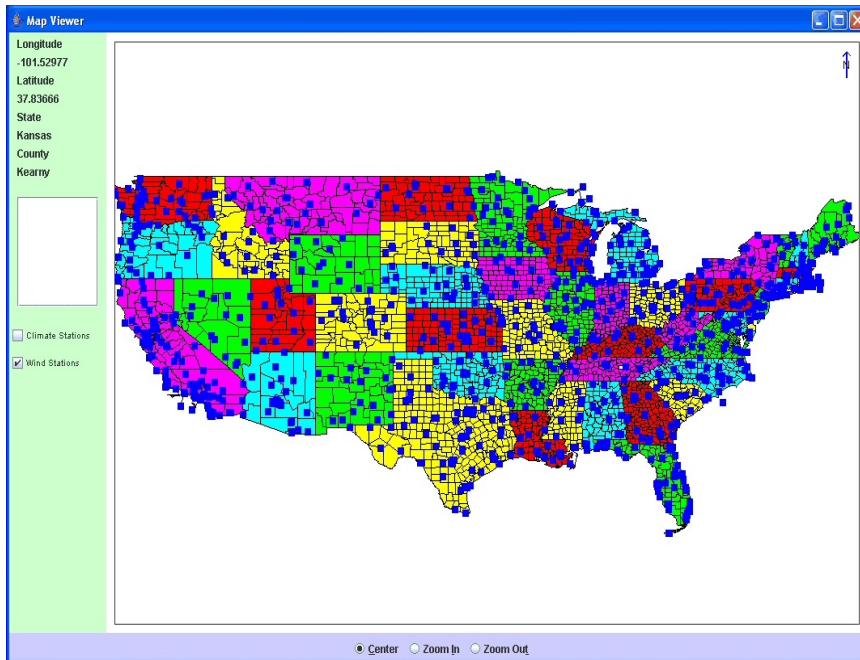 Map Viewer
Longitude
-101.52977
Latitude
37.83666
State
Kansas
County
Kearny
N
Climate Stations
Wind Stations
Center Zoom In Zoom Out